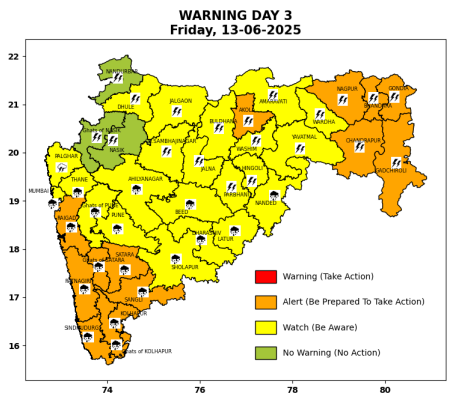 WARNING DAY 3
Friday, 13-06-2025
22
21
20
19
18
17
16
74
76
78
80
NANDURBAR
DHULE
JALGAON
AMARAVATI
NAGPUR
GONDIA
BHANDARA
AKOLA
BULDHANA
WARDHA
Ghats of NASIK
NASIK
SAMBHAJINAGAR
WASHIM
YAVATMAL
CHANDRAPUR
GADCHIROLI
PALGHAR
JALNA
HINGOLI
THANE
AHILYANAGAR
PARBHANI
NANDED
MUMBAI
Ghats of PUNE
PUNE
BEED
RAIGAD
DHARASHIV
LATUR
SATARA
Ghats of SATARA
SHOLAPUR
RATNAGIRI
SANGLI
KOLHAPUR
SINDHUDURG
Ghats of KOLHAPUR
Warning (Take Action)
Alert (Be Prepared To Take Action)
Watch (Be Aware)
No Warning (No Action)